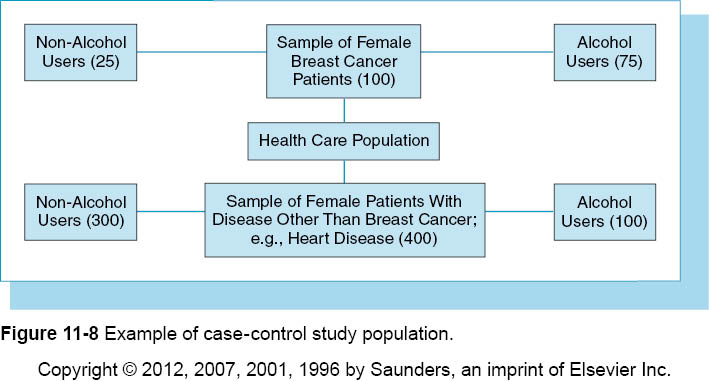 Non-Alcohol
Users (25)
Sample of Female
Breast Cancer
Patients (100)
Alcohol
Users (75)
Health Care Population
Non-Alcohol
Users (300)
Sample of Female Patients With
Disease Other Than Breast Cancer;
e.g., Heart Disease (400)
Alcohol
Users (100)
Figure 11-8 Example of case-control study population.
Copyright © 2012, 2007, 2001, 1996 by Saunders, an imprint of Elsevier Inc.